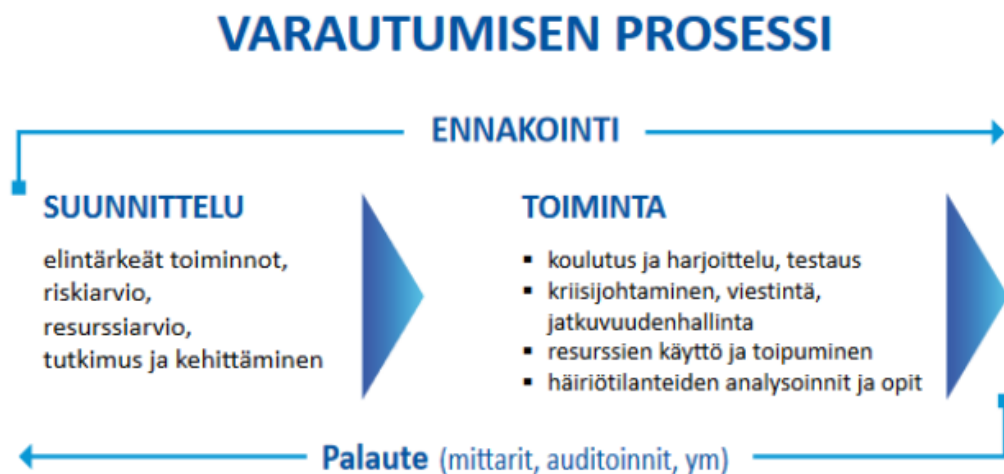 VARAUTUMISEN PROSESSI
ENNAKOINTI
SUUNNITTELU
elintärkeät toiminnot,
riskiarvio,
resurssiarvio,
tutkimus ja kehittäminen
TOIMINTA
▪ koulutus ja harjoittelu, testaus
▪ kriisijohtaminen, viestintä,
jatkuvuudenhallinta
▪ resurssien käyttö ja toipuminen
▪ häiriötilanteiden analysoinnit ja opit
Palaute (mittarit, auditoinnit, ym)